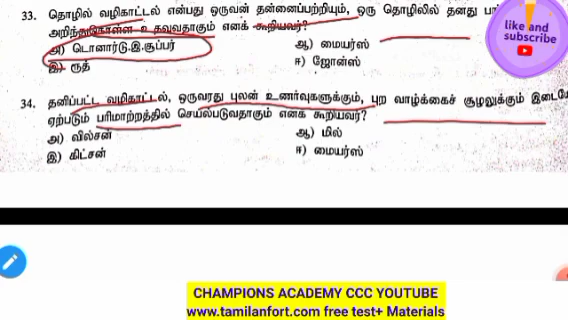 33. தொழில் வழிகாட்டல் என்பது ஒருவன் தன்னைப்பற்றியும், ஒரு தொழிலில் தனது
அறிந்துகொள்ள உதவுவதாகும் எனக் கூறியவர்?
அ) டொனார்டு.இ.சூப்பர் ஆ) மையர்ஸ்
இ) ரூத் ஈ) ஜோன்ஸ்
like and
subscribe
34. தனிப்பட்ட வழிகாட்டல், ஒருவரது புலன் உணர்வுகளுக்கும், புற வாழ்க்கைச் சூழலுக்கும்
ஏற்படும் பரிமாற்றத்தில் செயல்படுவதாகும் எனக் கூறியவர்?
அ) வில்சன் ஆ) மில்
இ) கிட்சன் ஈ) மையர்ஸ்
CHAMPIONS ACADEMY CCC YOUTUBE
www.tamilanfort.com free test+ Materials